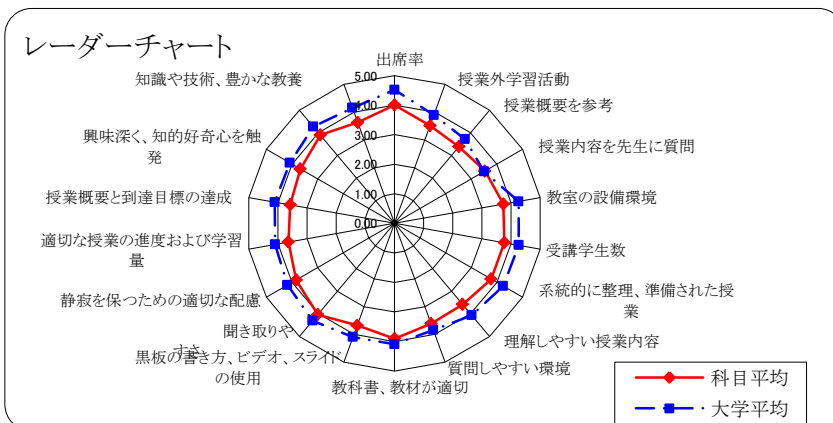 レーダーチャート
出席率
授業外学習活動
授業概要を参考
授業内容を先生に質問
教室の設備環境
受講学生数
系統的に整理、準備された授
業
理解しやすい授業内容
質問しやすい環境
教科書、教材が適切
黒板の書き方、ビデオ、スライド
の使用
聞き取りや
すさ
静寂を保つための適切な配慮
適切な授業の進度および学習
量
授業概要と到達目標の達成
興味深く、知的好奇心を触
発
知識や技術、豊かな教養
5.00
4.00
3.00
2.00
1.00
0.00
科目平均
大学平均